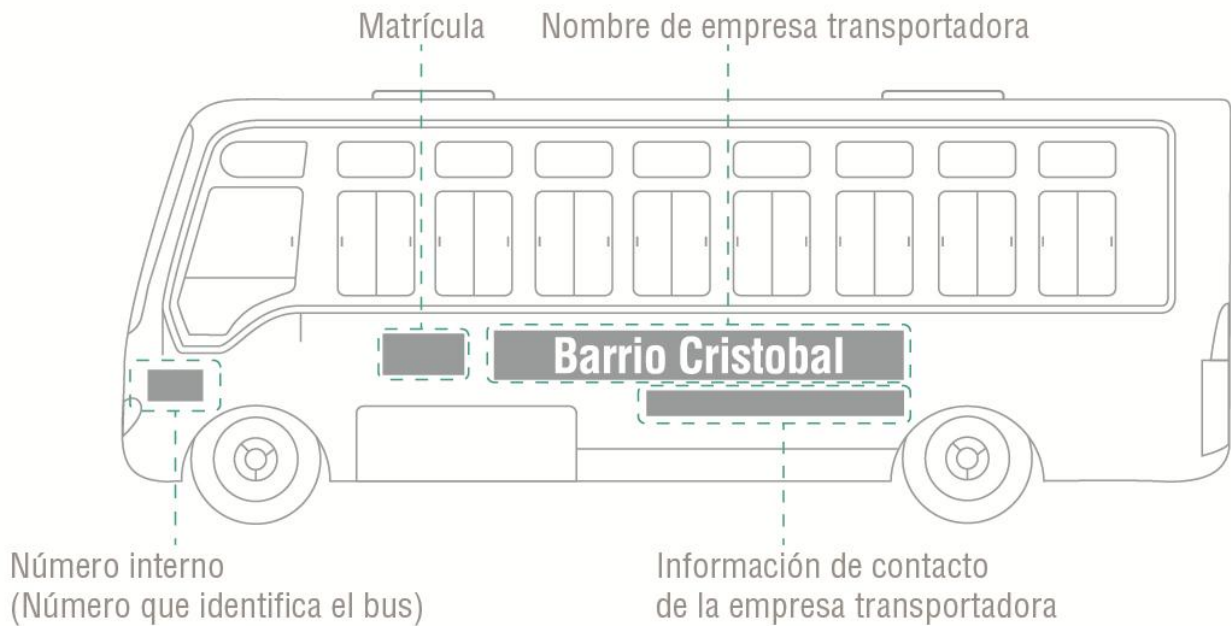 Matrícula
Nombre de empresa transportadora
Barrio Cristobal
Número interno
(Número que identifica el bus)
Información de contacto
de la empresa transportadora